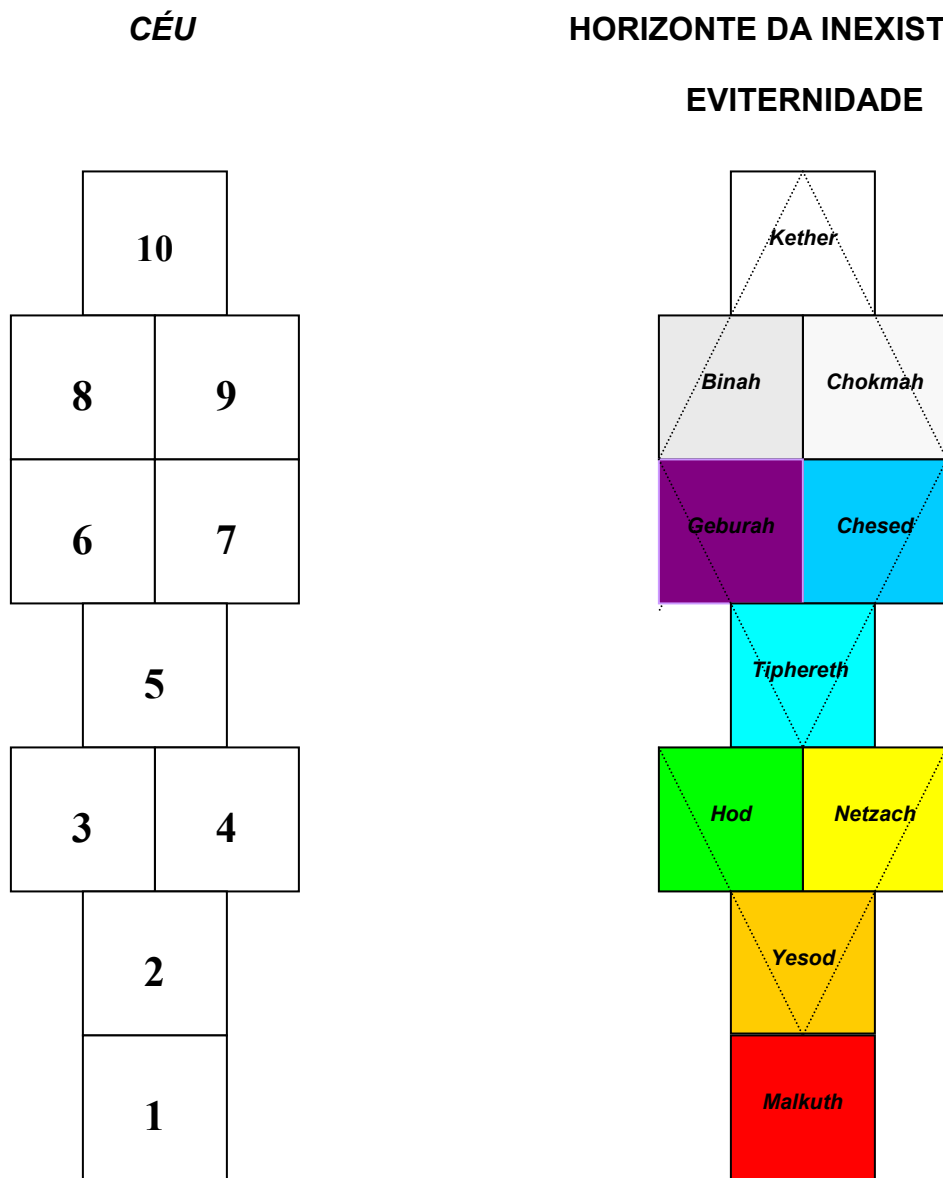 CÉU
HORIZONTE DA INEXIST
EVITERNIDADE
10
8 9
6 7
5
3 4
2
1
Kether
Binah Chokmah
Geburah Chesed
Tiphereth
Hod Netzach
Yesod
Malkuth